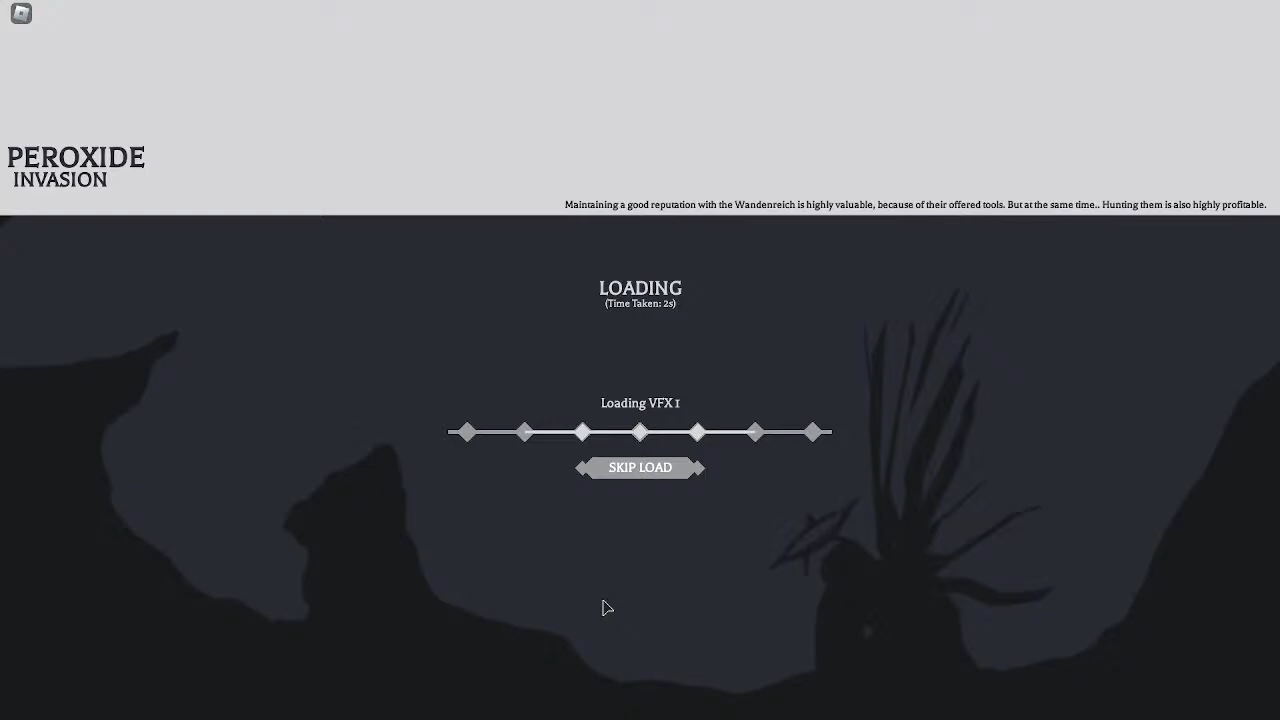 PEROXIDE
INVASION
Maintaining a good reputation with the Wandenreich is highly valuable, because of their offered tools. But at the same time.. Hunting them is also highly profitable.
LOADING
(Time Taken: 2s)
Loading VFX 1
SKIP LOAD